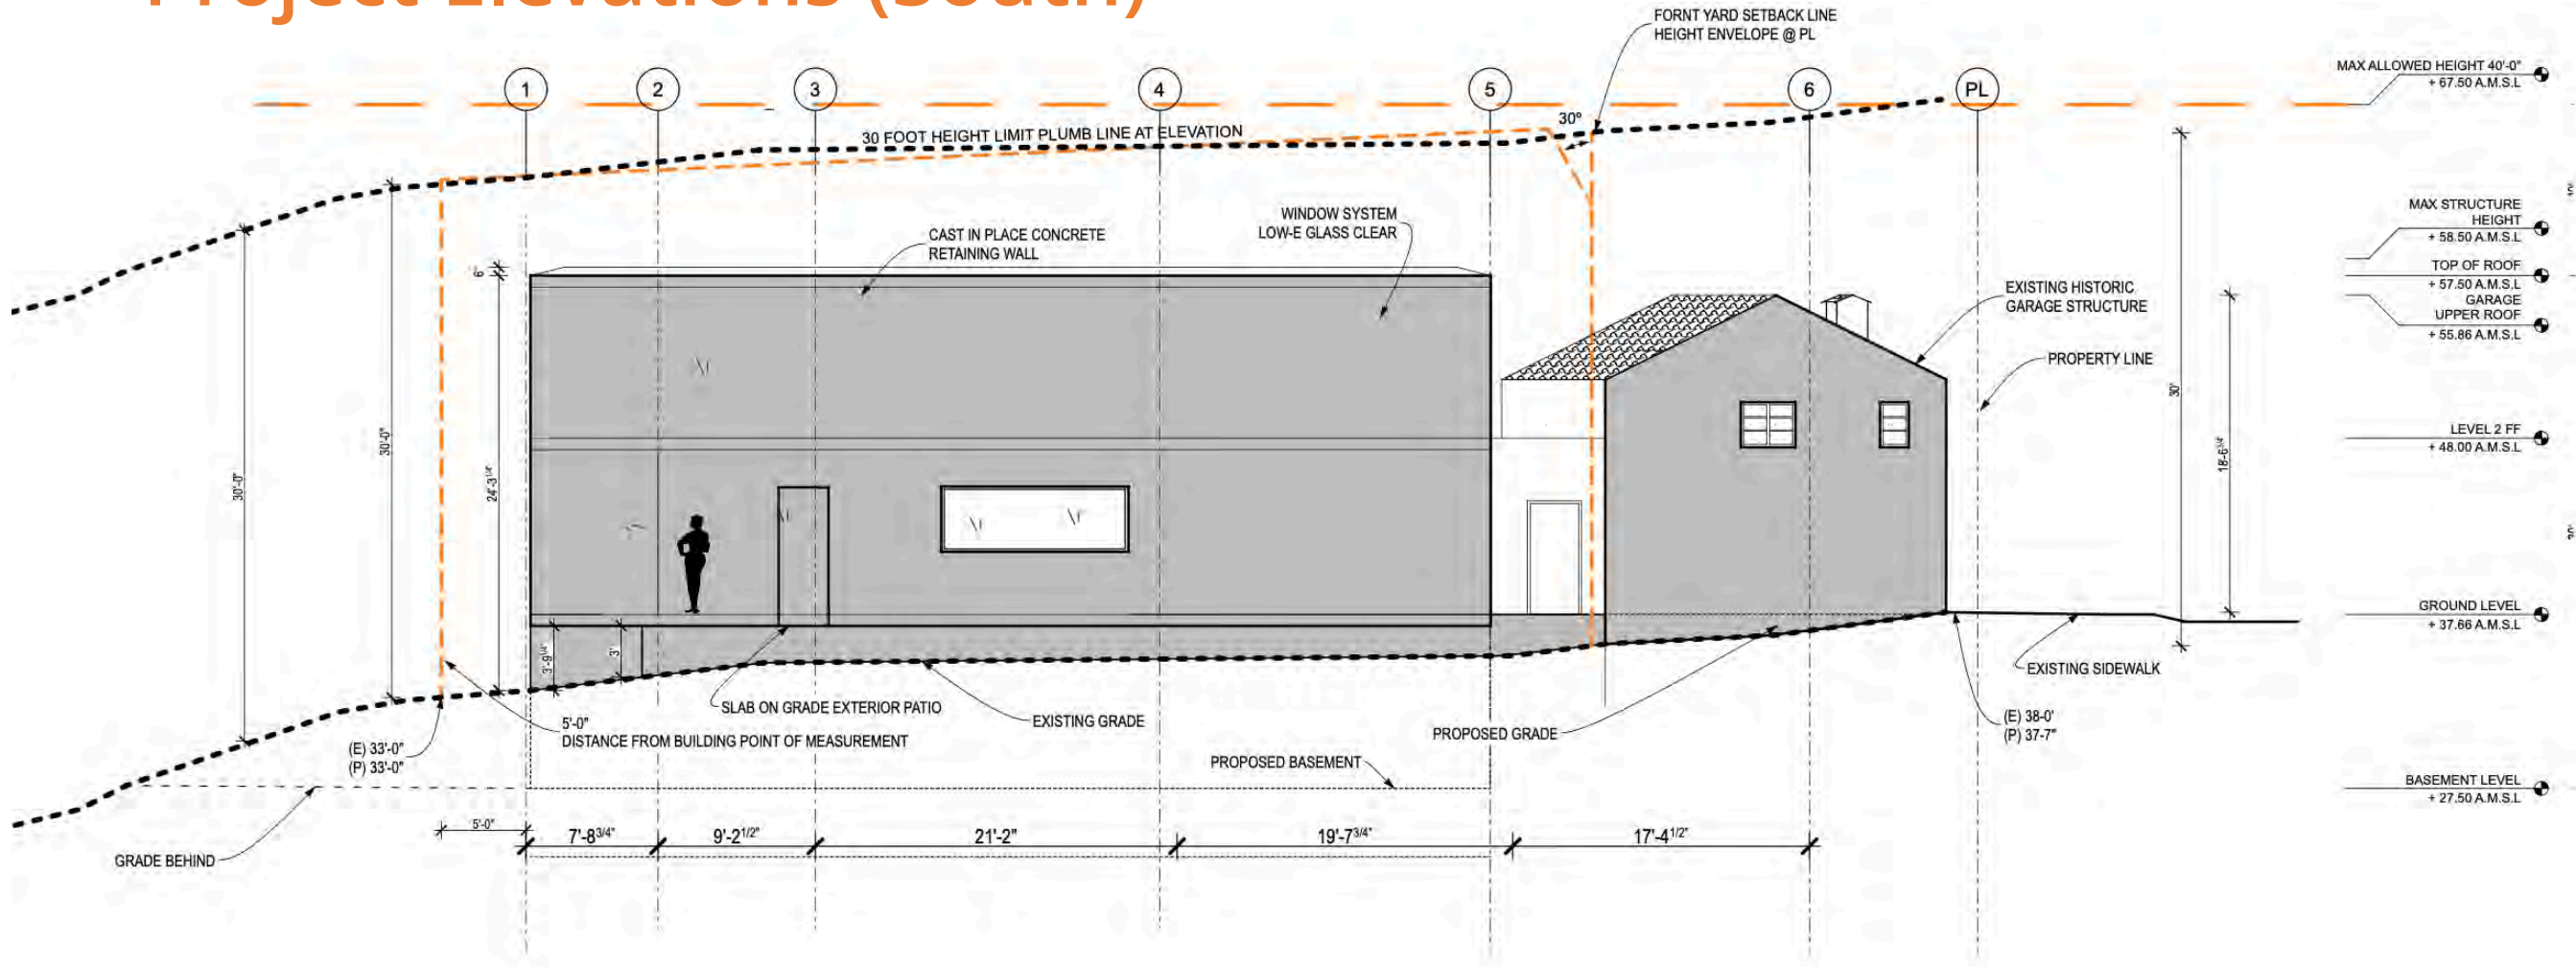 Project Elevations (South)
FORNT YARD SETBACK LINE
HEIGHT ENVELOPE @ PL
MAX ALLOWED HEIGHT 40'-0"
+ 67.50 A.M.S.L
1
2
3
4
5
6
PL
30 FOOT HEIGHT LIMIT PLUMB LINE AT ELEVATION
30°
MAX STRUCTURE
HEIGHT
+ 58.50 A.M.S.L
WINDOW SYSTEM
LOW-E GLASS CLEAR
CAST IN PLACE CONCRETE
RETAINING WALL
6"
TOP OF ROOF
+ 57.50 A.M.S.L
GARAGE
UPPER ROOF
+ 55.86 A.M.S.L
EXISTING HISTORIC
GARAGE STRUCTURE
PROPERTY LINE
30'
LEVEL 2 FF
+ 48.00 A.M.S.L
30'-0"
30'-0"
24'-3 1/4"
18'-6 3/4"
GROUND LEVEL
+ 37.66 A.M.S.L
3'-9 1/4"
3'
EXISTING SIDEWALK
SLAB ON GRADE EXTERIOR PATIO
EXISTING GRADE
5'-0"
DISTANCE FROM BUILDING POINT OF MEASUREMENT
PROPOSED GRADE
(E) 38-0'
(P) 37-7"
(E) 33'-0"
(P) 33'-0"
PROPOSED BASEMENT
BASEMENT LEVEL
+ 27.50 A.M.S.L
5'-0"
7'-8 3/4"
9'-2 1/2"
21'-2"
19'-7 3/4"
17'-4 1/2"
GRADE BEHIND